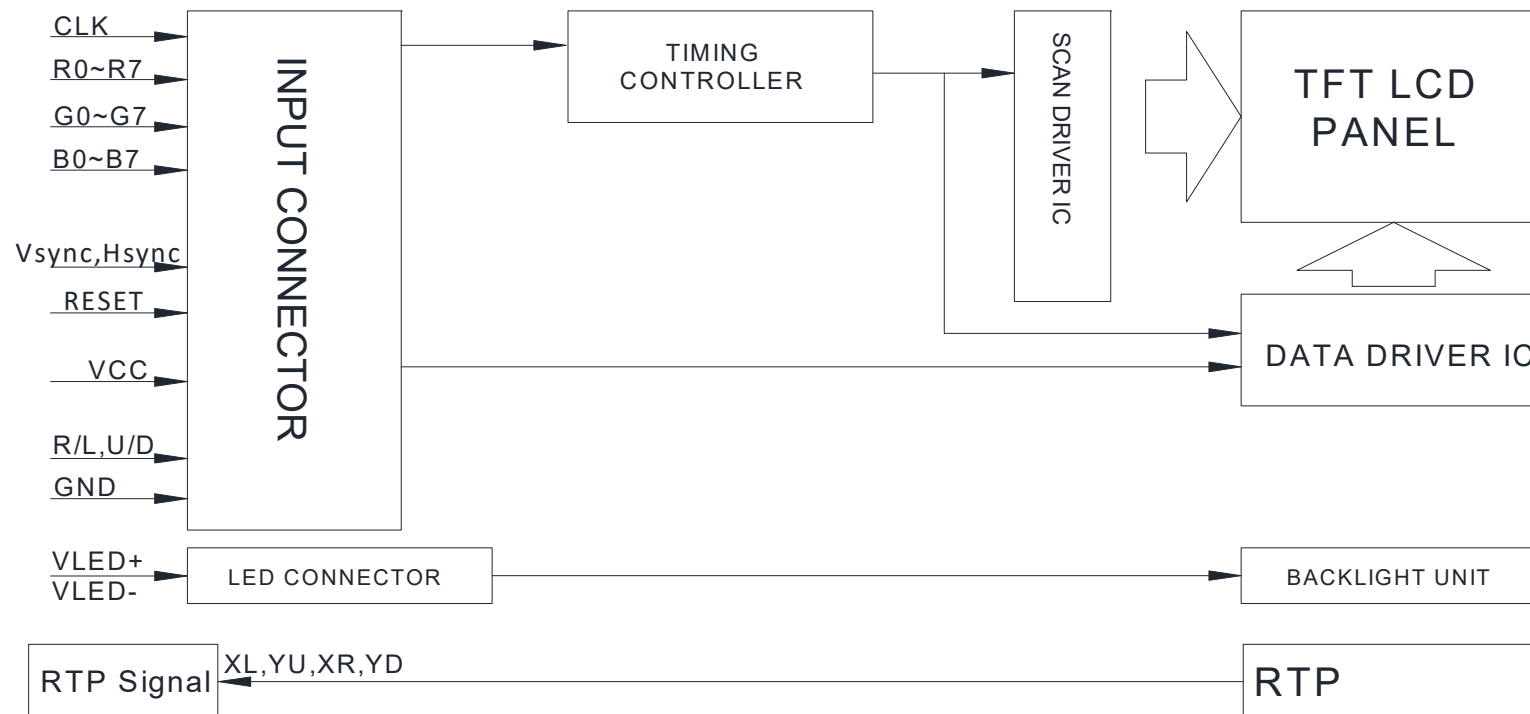 CLK
R0~R7
G0~G7
B0~B7
Vsync,Hsync
RESET
VCC
R/L,U/D
GND
INPUT CONNECTOR
TIMING
CONTROLLER
SCAN DRIVER IC
TFT LCD
PANEL
DATA DRIVER IC
VLED+
VLED-
LED CONNECTOR
BACKLIGHT UNIT
RTP Signal
XL,YU,XR,YD
RTP